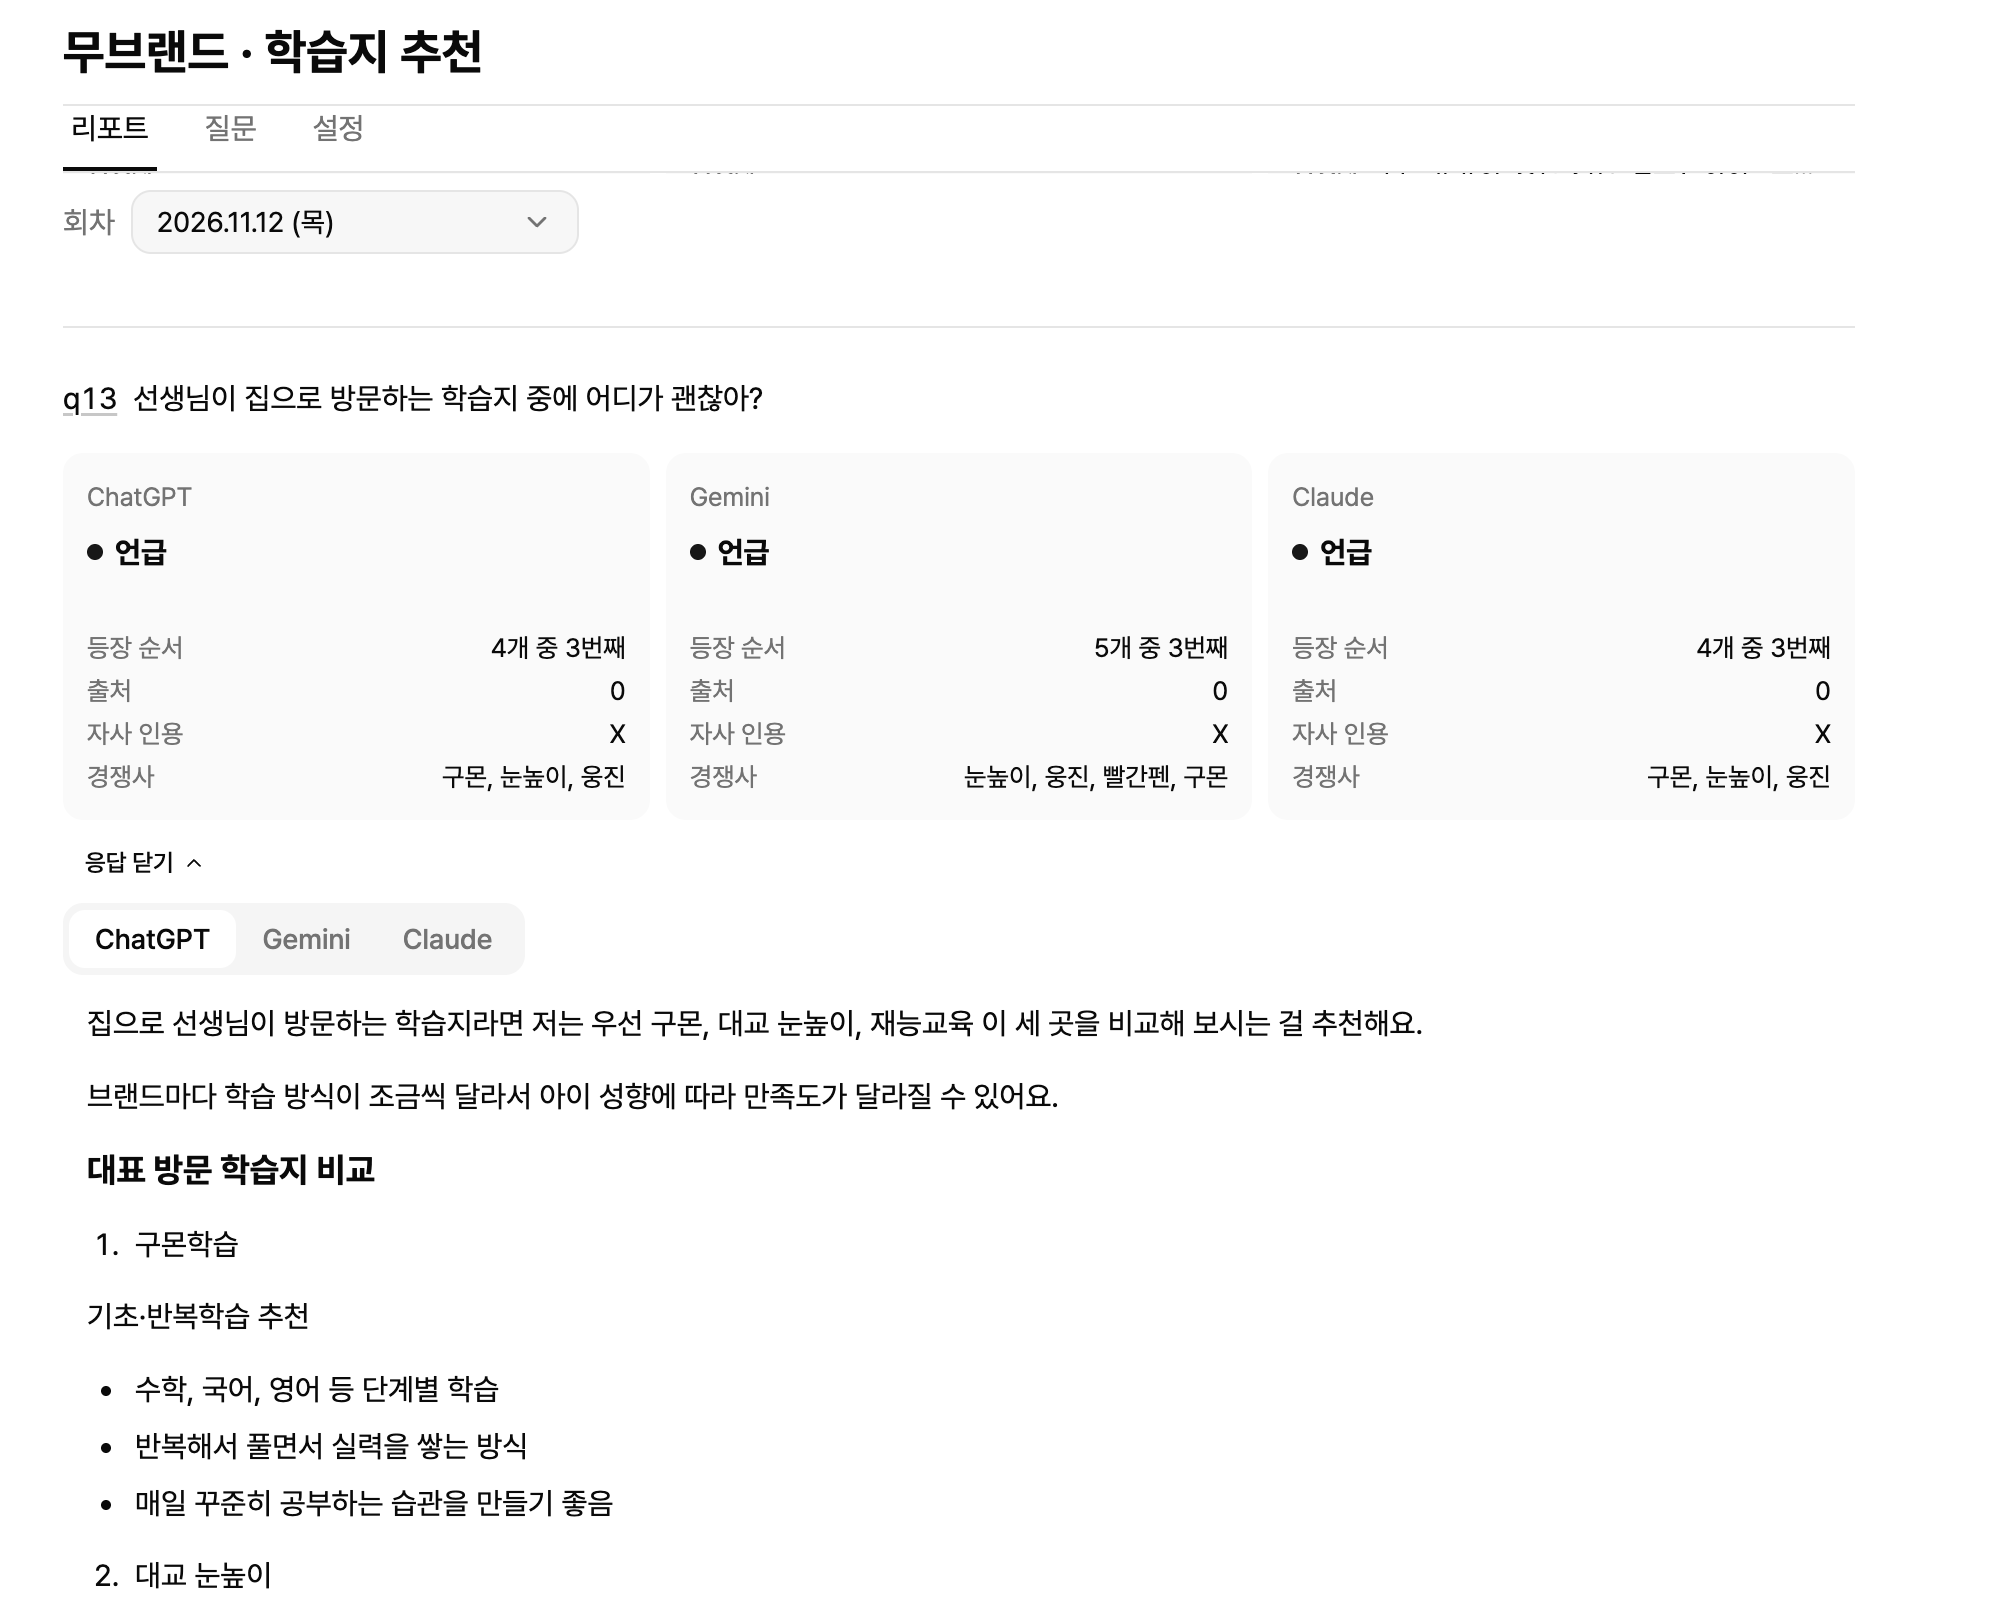 무브랜드 · 학습지 추천
리포트 질문 설정
회차 2026.11.12 (목)
q13 선생님이 집으로 방문하는 학습지 중에 어디가 괜찮아?
ChatGPT
언급
등장 순서 4개 중 3번째
출처 0
자사 인용 X
경쟁사 구몬, 눈높이, 웅진
Gemini
언급
등장 순서 5개 중 3번째
출처 0
자사 인용 X
경쟁사 눈높이, 웅진, 빨간펜, 구몬
Claude
언급
등장 순서 4개 중 3번째
출처 0
자사 인용 X
경쟁사 구몬, 눈높이, 웅진
응답 닫기
ChatGPT Gemini Claude
집으로 선생님이 방문하는 학습지라면 저는 우선 구몬, 대교 눈높이, 재능교육 이 세 곳을 비교해 보시는 걸 추천해요.
브랜드마다 학습 방식이 조금씩 달라서 아이 성향에 따라 만족도가 달라질 수 있어요.
대표 방문 학습지 비교
1. 구몬학습
기초·반복학습 추천
• 수학, 국어, 영어 등 단계별 학습
• 반복해서 풀면서 실력을 쌓는 방식
• 매일 꾸준히 공부하는 습관을 만들기 좋음
2. 대교 눈높이